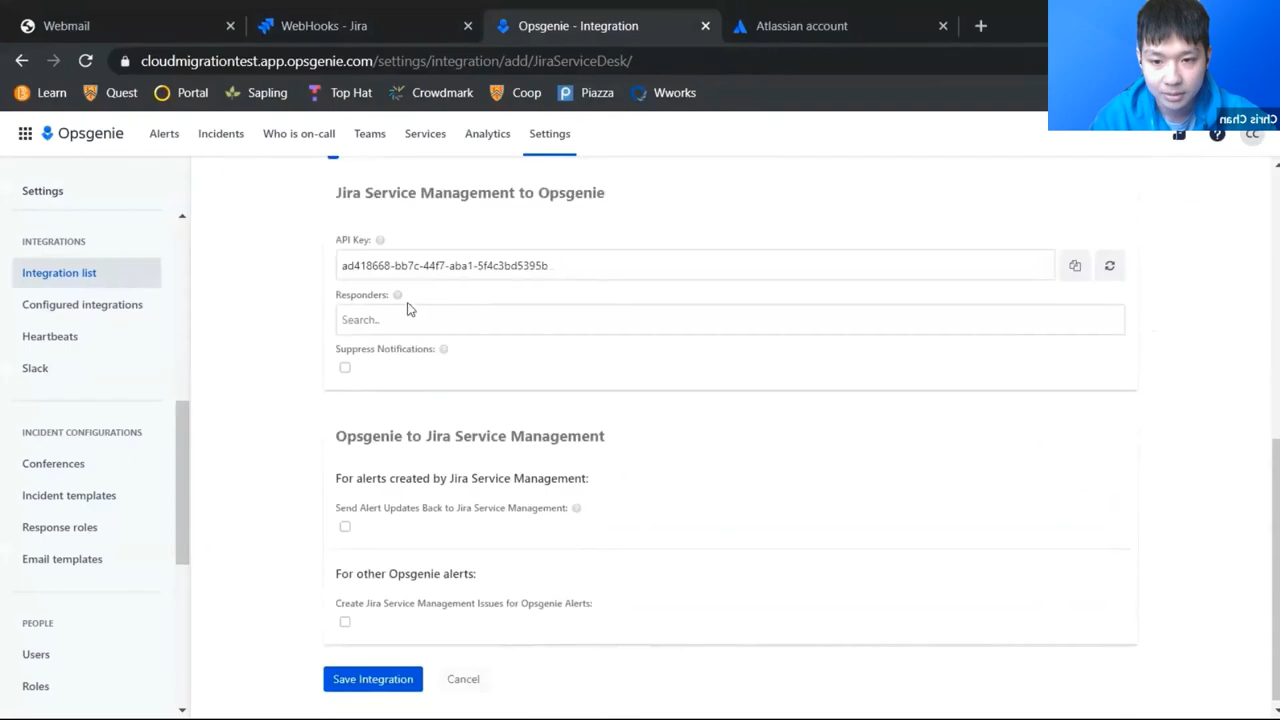 Webmail
WebHooks - Jira
Opsgenie - Integration
Atlassian account
cloudmigrationtest.app.opsgenie.com/settings/integration/add/JiraServiceDesk/
Learn Quest Portal Sapling Top Hat Crowdmark Coop Piazza Wworks
Chris Chan
Opsgenie Alerts Incidents Who is on-call Teams Services Analytics Settings CC
Settings
INTEGRATIONS
Integration list
Configured integrations
Heartbeats
Slack
INCIDENT CONFIGURATIONS
Conferences
Incident templates
Response roles
Email templates
PEOPLE
Users
Roles
Jira Service Management to Opsgenie
API Key:
ad418668-bb7c-44f7-aba1-5f4c3bd5395b
Responders:
Search..
Suppress Notifications:
Opsgenie to Jira Service Management
For alerts created by Jira Service Management:
Send Alert Updates Back to Jira Service Management:
For other Opsgenie alerts:
Create Jira Service Management Issues for Opsgenie Alerts:
Save Integration Cancel